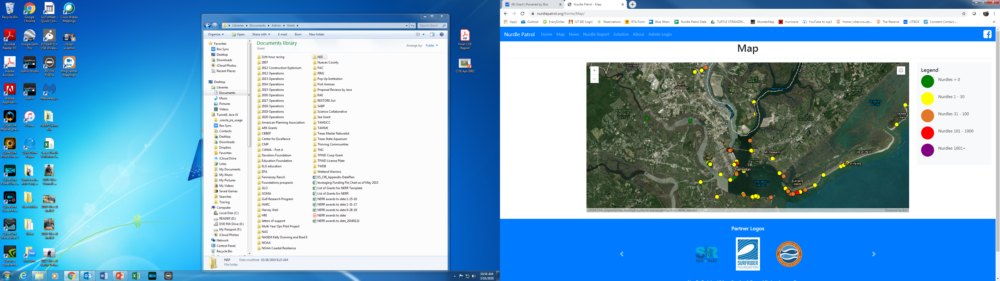 Recycle Bin
Google Chrome
GoToMeet... Quick Con...
Cisco Webex Meetings
Acrobat Reader DC
Google Earth Pro
IOGEAR 11n USB Wirele...
citizen scientist
Adobe Acrobat ...
GoPro Studio
RICOH THETA
RingCentral Meetings
Adobe Applicati...
GoPro
Malwareby...
CyberLink MediaEspre...
iTunes
NERR Claims File
CyberLink PhotoDirec...
QuickTime Player
Texas Plastic Pollution S...
CyberLink PowerDirec...
Conversati... with Tony ...
2003-Wes Tunnell-...
CyberLink Screen Re...
New folder
2009-Wes & shells2
CyberLink WaveEditor 2
Video
2009-Wes & shells3
GeForce Experience
Box Sync
2012-Wes & Kathy-Gala...
Libraries
Documents
Admin
Grant
Search Grant
Organize
Open
Share with
E-mail
Burn
New folder
Favorites
Box Sync
Desktop
Downloads
iCloud Photos
Recent Places
Desktop
Libraries
Documents
Music
Pictures
Videos
Tunnell, Jace W
.oracle_jre_usage
Box Sync
Contacts
Desktop
Downloads
Dropbox
Favorites
iCloud Drive
Links
My Documents
My Music
My Pictures
My Videos
Saved Games
Searches
Tracing
Computer
Local Disk (C:)
READER (D:)
DVD RW Drive (E:)
My Passport (F:)
iCloud Photos
Network
Control Panel
Recycle Bin
Documents library
Grant
Arrange by: Folder
11th hour racing
2007
2012 Construction Explorium
2012 Operations
2013 Operations
2014 Operations
2015 Operations
2016 Operations
2017 Operations
2018 Operations
2019 Operations
2020 Operations
American Planning Association
ARK Grants
CBBEP
Center for Excellence
CMP
CWMA - Port A
Davidson Foundation
Education Foundation
ELG education
EPA
Fennessey Ranch
Foundations prospects
GLO
GOMA
Gulf Research Program
HARC
Harvey Weil
HRI
letters of support
Multi Year Ops Pilot Project
NAS
NASEM Kelly Dunning and Brad E
NOAA
NOAA Coastal Resilience
NSF
Nueces County
PAC
PINS
Pop Up Institution
Port Aransas
Proposal Reviews by Jace
RAE
RESTORE Act
SABP
Science Collaborative
Sea Grant
TAMUCC
TAMUK
Texas Master Naturalist
Texas State Aquarium
Thriving Communities
TNC
TPWD Coop Grant
TPWD License Plate
TWDB
Wetland Warriors
ES_CRI_Appendix-DataPlan
leveraging Funding Pie Chart as of May 2015
List of Grants for NERR Template
List of Grants for NERR
NERR awards to date 1-25-16
NERR awards to date 1-31-17
NERR awards to date 9-28-18
NERR awards to date
NERR awards to date_20160121
NSF Date modified: 10/28/2019 8:23 AM
File folder
Final COE Report
COE Apr 2002
10:54 AM
3/16/2020
(9) Grant | Powered by Box
Nurdle Patrol - Map
nurdlepatrol.org/Forms/Map/
Apps
Outlook
EveryDollar
UT EID Login
Reservations
RTA Form
Blue Wren
Nurdle Patrol Data
TURTLE STRANDIN...
WunderMap
Hurricane
YouTube to mp3
Home | sites.cns.ute...
The Reserve
UTBOX
Constant Contact :...
Nurdle Patrol
Home
Map
News
Nurdle Report
Solution
About
Admin Login
Map
Joint Base Charleston
North Charleston
Daniel Island Club
Wando River
Charleston National Golf Club
Copahee Sound
Dewees Island
Shadowmoss Plantation Golf Club
Cooper River
Berkeley
Snee Farm Country Club
Mt Pleasant
Isle of Palms
The Citadel
Patriots Point
Isle of Palms
Charleston
Charleston Harbor
Sullivans Island
USDA FSA, DigitalGlobe, GeoEye, Earthstar Geographics | Esri, HERE, Garmin
Powered by Esri
Legend
Nurdles = 0
Nurdles 1 - 30
Nurdles 31 - 100
Nurdles 101 - 1000
Nurdles 1001+
Partner Logos
SEA REEF
SURFRIDER FOUNDATION
THE UNIVERSITY OF TEXAS MARINE SCIENCE INSTITUTE